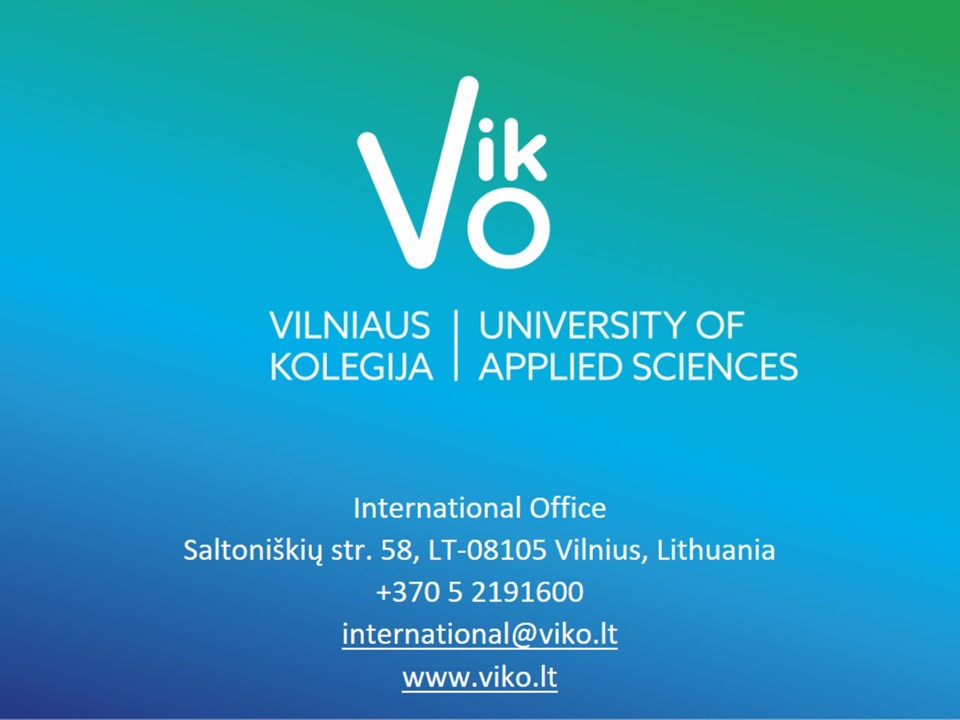 Viko
VILNIAUS KOLEGIJA | UNIVERSITY OF APPLIED SCIENCES
International Office
Saltoniškių str. 58, LT-08105 Vilnius, Lithuania
+370 5 2191600
international@viko.lt
www.viko.lt